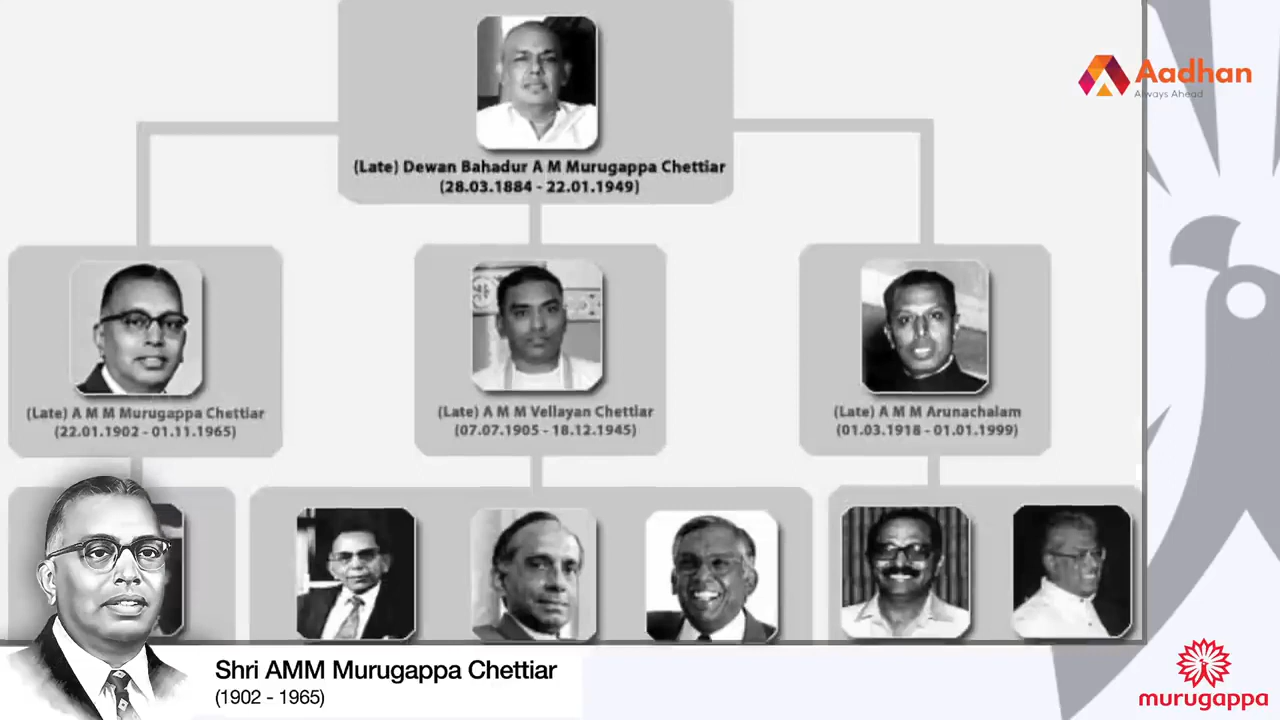 Aadhan
Always Ahead
(Late) Dewan Bahadur A M Murugappa Chettiar
(28.03.1884 - 22.01.1949)
(Late) A M M Murugappa Chettiar
(22.01.1902 - 01.11.1965)
(Late) A M M Vellayan Chettiar
(07.07.1905 - 18.12.1945)
(Late) A M M Arunachalam
(01.03.1918 - 01.01.1999)
Shri AMM Murugappa Chettiar
(1902 - 1965)
murugappa